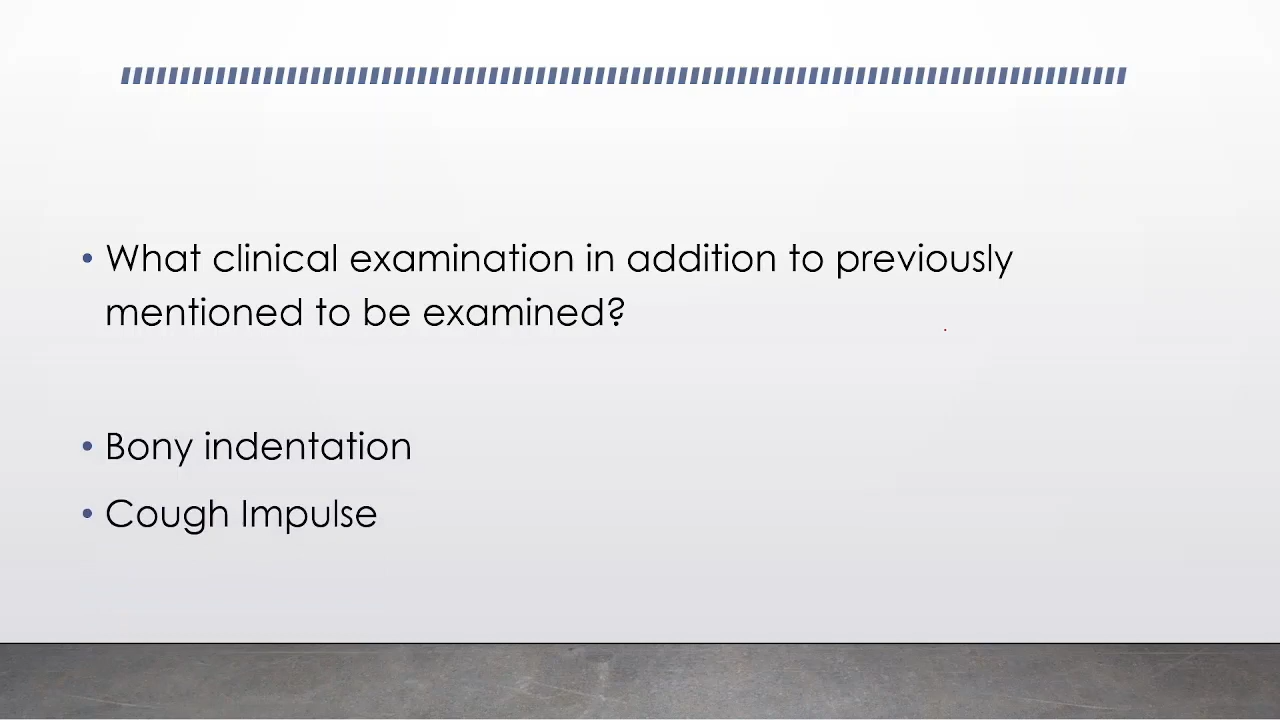 • What clinical examination in addition to previously
mentioned to be examined?
• Bony indentation
• Cough Impulse